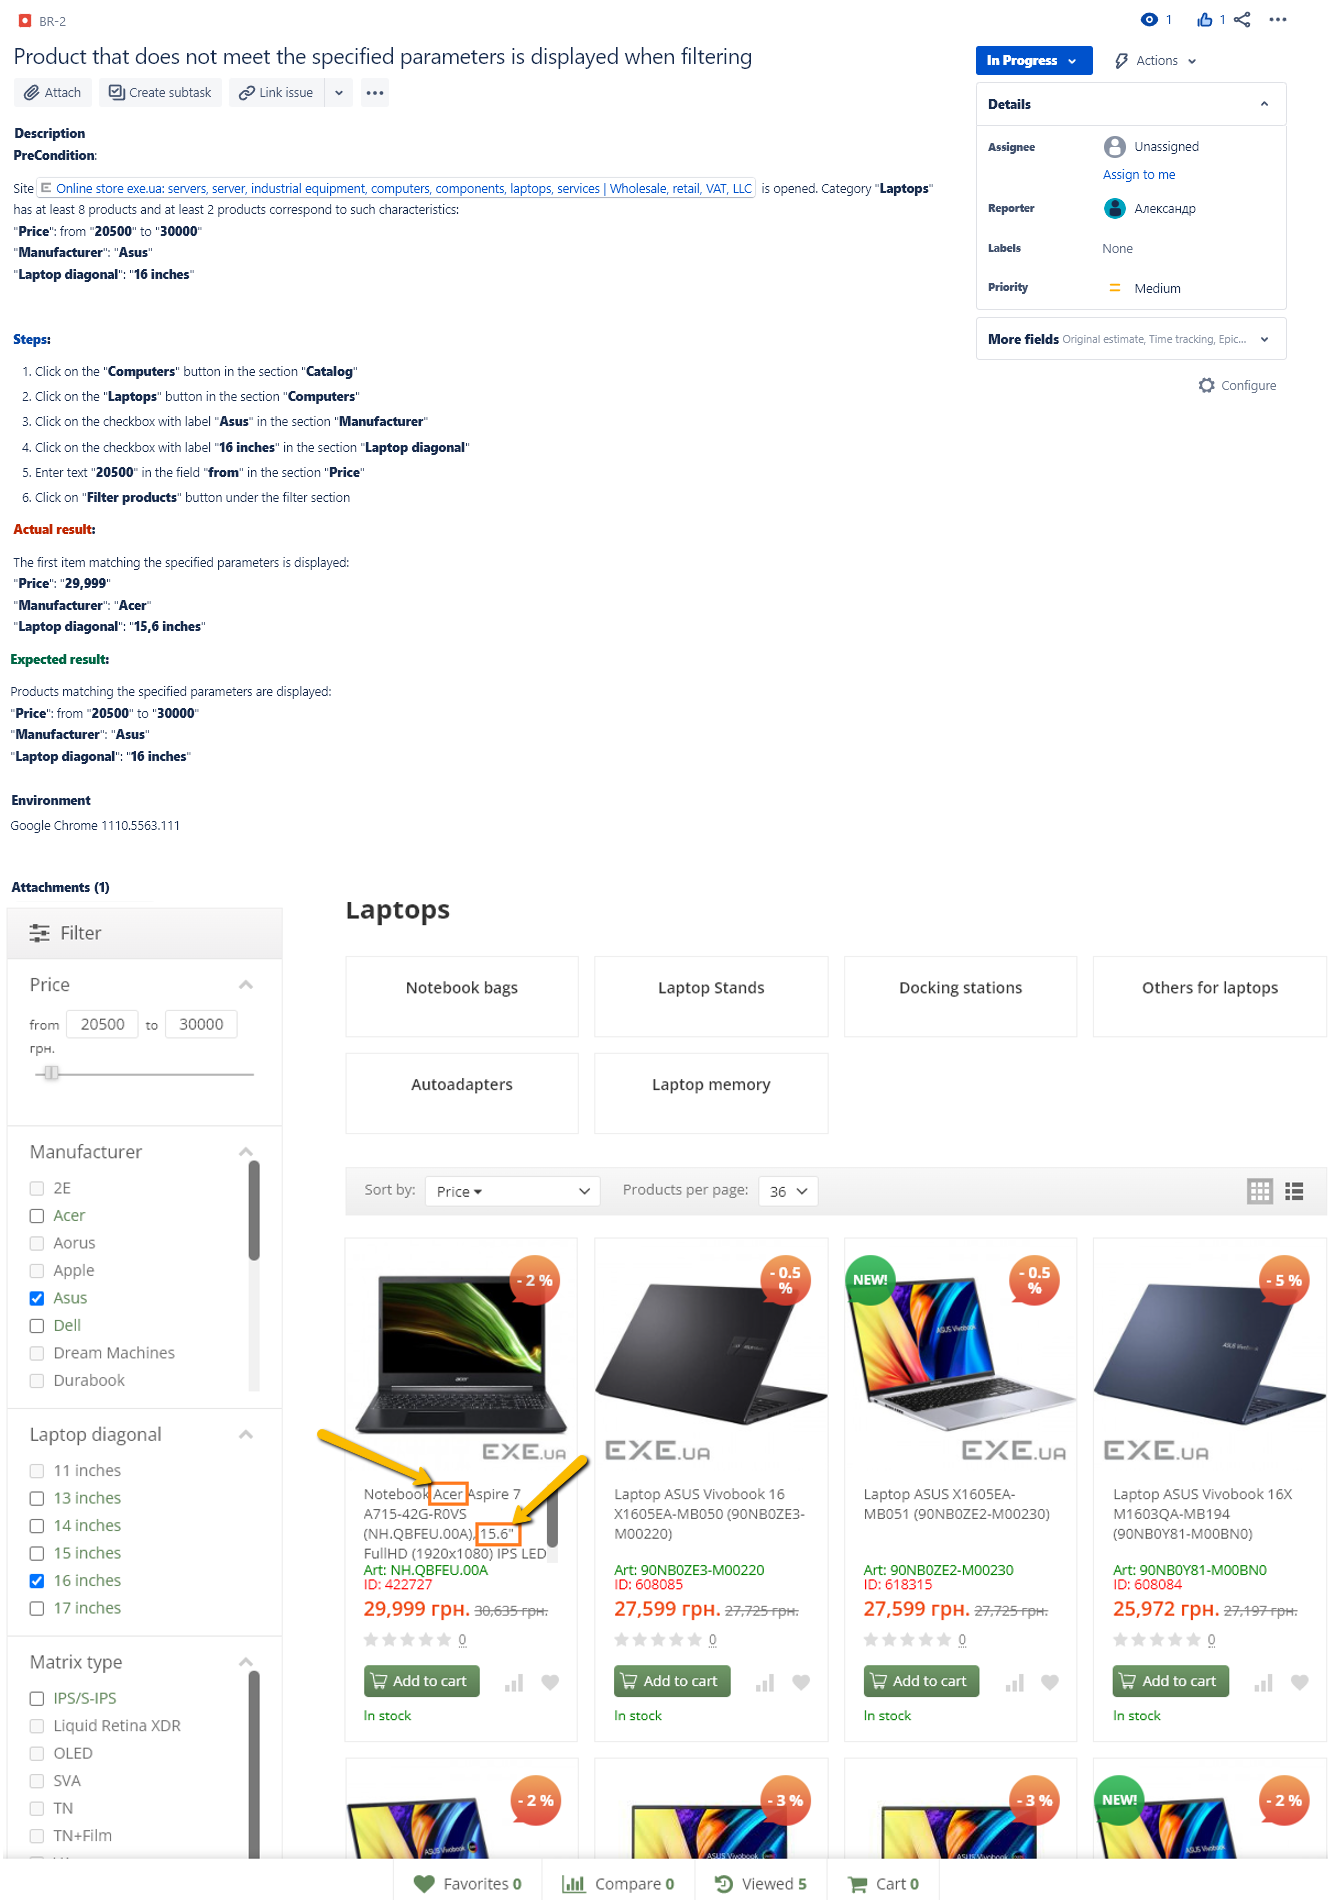 BR-2
1
1
Product that does not meet the specified parameters is displayed when filtering
Attach
Create subtask
Link issue
In Progress
Actions
Details
Assignee
Unassigned
Assign to me
Reporter
Александр
Labels
None
Priority
Medium
More fields Original estimate, Time tracking, Epic...
Configure
Description
PreCondition:
Site Online store exe.ua: servers, server, industrial equipment, computers, components, laptops, services | Wholesale, retail, VAT, LLC is opened. Category "Laptops"
has at least 8 products and at least 2 products correspond to such characteristics:
"Price": from "20500" to "30000"
"Manufacturer": "Asus"
"Laptop diagonal": "16 inches"
Steps:
1. Click on the "Computers" button in the section "Catalog"
2. Click on the "Laptops" button in the section "Computers"
3. Click on the checkbox with label "Asus" in the section "Manufacturer"
4. Click on the checkbox with label "16 inches" in the section "Laptop diagonal"
5. Enter text "20500" in the field "from" in the section "Price"
6. Click on "Filter products" button under the filter section
Actual result:
The first item matching the specified parameters is displayed:
"Price": "29,999"
"Manufacturer": "Acer"
"Laptop diagonal": "15,6 inches"
Expected result:
Products matching the specified parameters are displayed:
"Price": from "20500" to "30000"
"Manufacturer": "Asus"
"Laptop diagonal": "16 inches"
Environment
Google Chrome 1110.5563.111
Attachments (1)
Filter
Price
from 20500 to 30000
грн.
Manufacturer
2E
Acer
Aorus
Apple
Asus
Dell
Dream Machines
Durabook
Laptop diagonal
11 inches
13 inches
14 inches
15 inches
16 inches
17 inches
Matrix type
IPS/S-IPS
Liquid Retina XDR
OLED
SVA
TN
TN+Film
Laptops
Notebook bags
Laptop Stands
Docking stations
Others for laptops
Autoadapters
Laptop memory
Sort by: Price
Products per page: 36
- 2 %
acer
EXE.UA
Notebook Acer Aspire 7
A715-42G-R0VS
(NH.QBFEU.00A), 15.6"
FullHD (1920x1080) IPS LED
Art: NH.QBFEU.00A
ID: 422727
29,999 грн. 30,635 грн.
0
Add to cart
In stock
- 0.5
%
EXE.UA
Laptop ASUS Vivobook 16
X1605EA-MB050 (90NB0ZE3-
M00220)
Art: 90NB0ZE3-M00220
ID: 608085
27,599 грн. 27,725 грн.
0
Add to cart
In stock
NEW!
- 0.5
%
ASUS Vivobook
EXE.UA
Laptop ASUS X1605EA-
MB051 (90NB0ZE2-M00230)
Art: 90NB0ZE2-M00230
ID: 618315
27,599 грн. 27,725 грн.
0
Add to cart
In stock
- 5 %
EXE.UA
Laptop ASUS Vivobook 16X
M1603QA-MB194
(90NB0Y81-M00BN0)
Art: 90NB0Y81-M00BN0
ID: 608084
25,972 грн. 27,197 грн.
0
Add to cart
In stock
- 2 %
ASUS Vivobook
- 3 %
- 3 %
NEW!
- 2 %
Favorites 0
Compare 0
Viewed 5
Cart 0